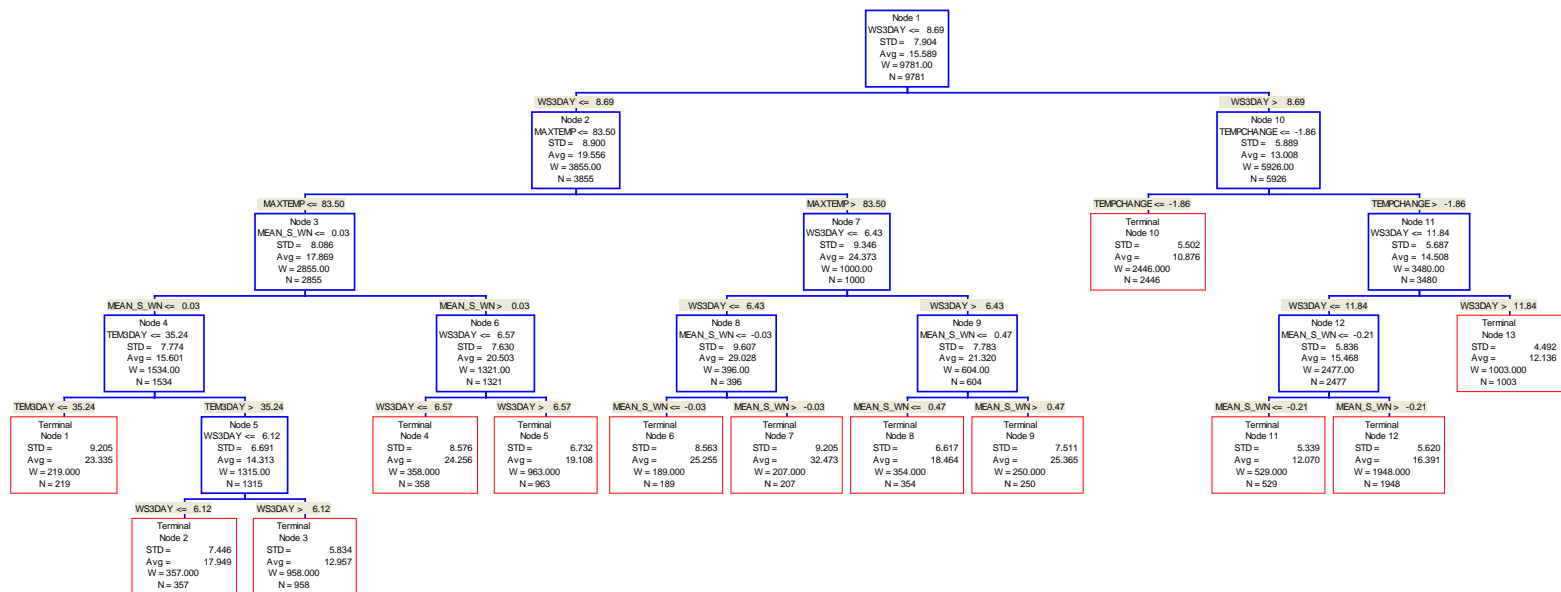 Node 1
WS3DAY <= 8.69
STD = 7.904
Avg = 15.589
W = 9781.00
N = 9781
WS3DAY <= 8.69
WS3DAY > 8.69
Node 2
MAXTEMP <= 83.50
STD = 8.900
Avg = 19.556
W = 3855.00
N = 3855
Node 10
TEMPCHANGE <= -1.86
STD = 5.889
Avg = 13.008
W = 5926.00
N = 5926
MAXTEMP <= 83.50
MAXTEMP > 83.50
TEMPCHANGE <= -1.86
TEMPCHANGE > -1.86
Node 3
MEAN_S_WN <= 0.03
STD = 8.086
Avg = 17.869
W = 2855.00
N = 2855
Node 7
WS3DAY <= 6.43
STD = 9.346
Avg = 24.373
W = 1000.00
N = 1000
Terminal
Node 10
STD = 5.502
Avg = 10.876
W = 2446.000
N = 2446
Node 11
WS3DAY <= 11.84
STD = 5.687
Avg = 14.508
W = 3480.00
N = 3480
MEAN_S_WN <= 0.03
MEAN_S_WN > 0.03
WS3DAY <= 6.43
WS3DAY > 6.43
WS3DAY <= 11.84
WS3DAY > 11.84
Node 4
TEM3DAY <= 35.24
STD = 7.774
Avg = 15.601
W = 1534.00
N = 1534
Node 6
WS3DAY <= 6.57
STD = 7.630
Avg = 20.503
W = 1321.00
N = 1321
Node 8
MEAN_S_WN <= -0.03
STD = 9.607
Avg = 29.028
W = 396.00
N = 396
Node 9
MEAN_S_WN <= 0.47
STD = 7.783
Avg = 21.320
W = 604.00
N = 604
Node 12
MEAN_S_WN <= -0.21
STD = 5.836
Avg = 15.468
W = 2477.00
N = 2477
Terminal
Node 13
STD = 4.492
Avg = 12.136
W = 1003.000
N = 1003
TEM3DAY <= 35.24
TEM3DAY > 35.24
WS3DAY <= 6.57
WS3DAY > 6.57
MEAN_S_WN <= -0.03
MEAN_S_WN > -0.03
MEAN_S_WN <= 0.47
MEAN_S_WN > 0.47
MEAN_S_WN <= -0.21
MEAN_S_WN > -0.21
Terminal
Node 1
STD = 9.205
Avg = 23.335
W = 219.000
N = 219
Node 5
WS3DAY <= 6.12
STD = 6.691
Avg = 14.313
W = 1315.00
N = 1315
Terminal
Node 4
STD = 8.576
Avg = 24.256
W = 358.000
N = 358
Terminal
Node 5
STD = 6.732
Avg = 19.108
W = 963.000
N = 963
Terminal
Node 6
STD = 8.563
Avg = 25.255
W = 189.000
N = 189
Terminal
Node 7
STD = 9.205
Avg = 32.473
W = 207.000
N = 207
Terminal
Node 8
STD = 6.617
Avg = 18.464
W = 354.000
N = 354
Terminal
Node 9
STD = 7.511
Avg = 25.365
W = 250.000
N = 250
Terminal
Node 11
STD = 5.339
Avg = 12.070
W = 529.000
N = 529
Terminal
Node 12
STD = 5.620
Avg = 16.391
W = 1948.000
N = 1948
WS3DAY <= 6.12
WS3DAY > 6.12
Terminal
Node 2
STD = 7.446
Avg = 17.949
W = 357.000
N = 357
Terminal
Node 3
STD = 5.834
Avg = 12.957
W = 958.000
N = 958